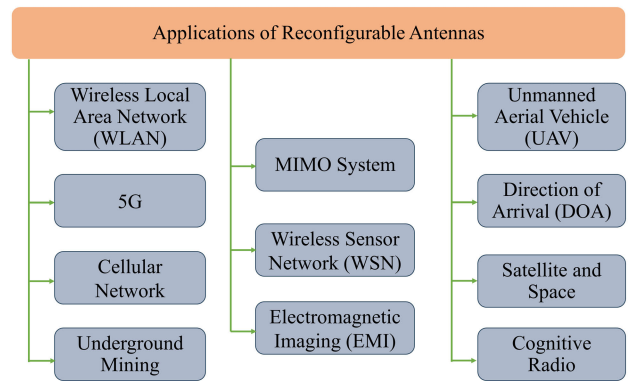 Applications of Reconfigurable Antennas
Wireless Local
Area Network
(WLAN)
5G
Cellular
Network
Underground
Mining
MIMO System
Wireless Sensor
Network (WSN)
Electromagnetic
Imaging (EMI)
Unmanned
Aerial Vehicle
(UAV)
Direction of
Arrival (DOA)
Satellite and
Space
Cognitive
Radio